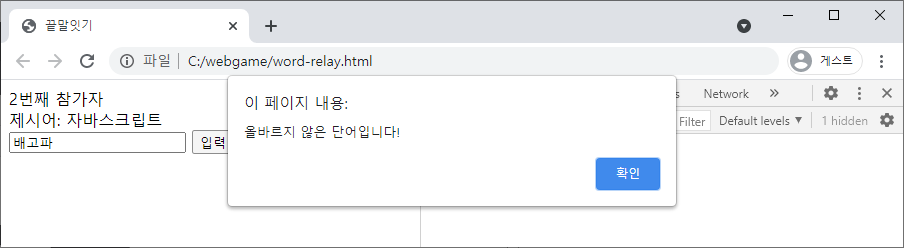 끝말잇기
파일
C:/webgame/word-relay.html
게스트
2번째 참가자
제시어: 자바스크립트
배고파
입력
이 페이지 내용:
올바르지 않은 단어입니다!
확인
Network
Filter
Default levels
1 hidden